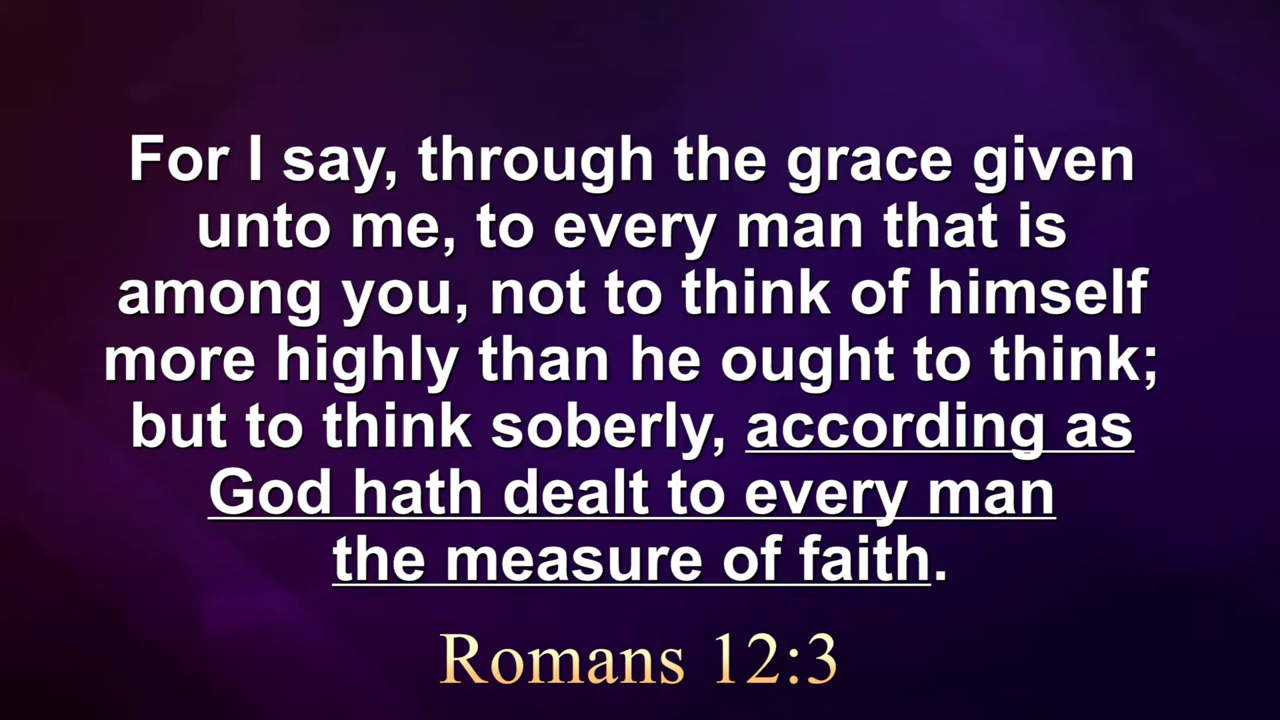 For I say, through the grace given
unto me, to every man that is
among you, not to think of himself
more highly than he ought to think;
but to think soberly, according as
God hath dealt to every man
the measure of faith.
Romans 12:3